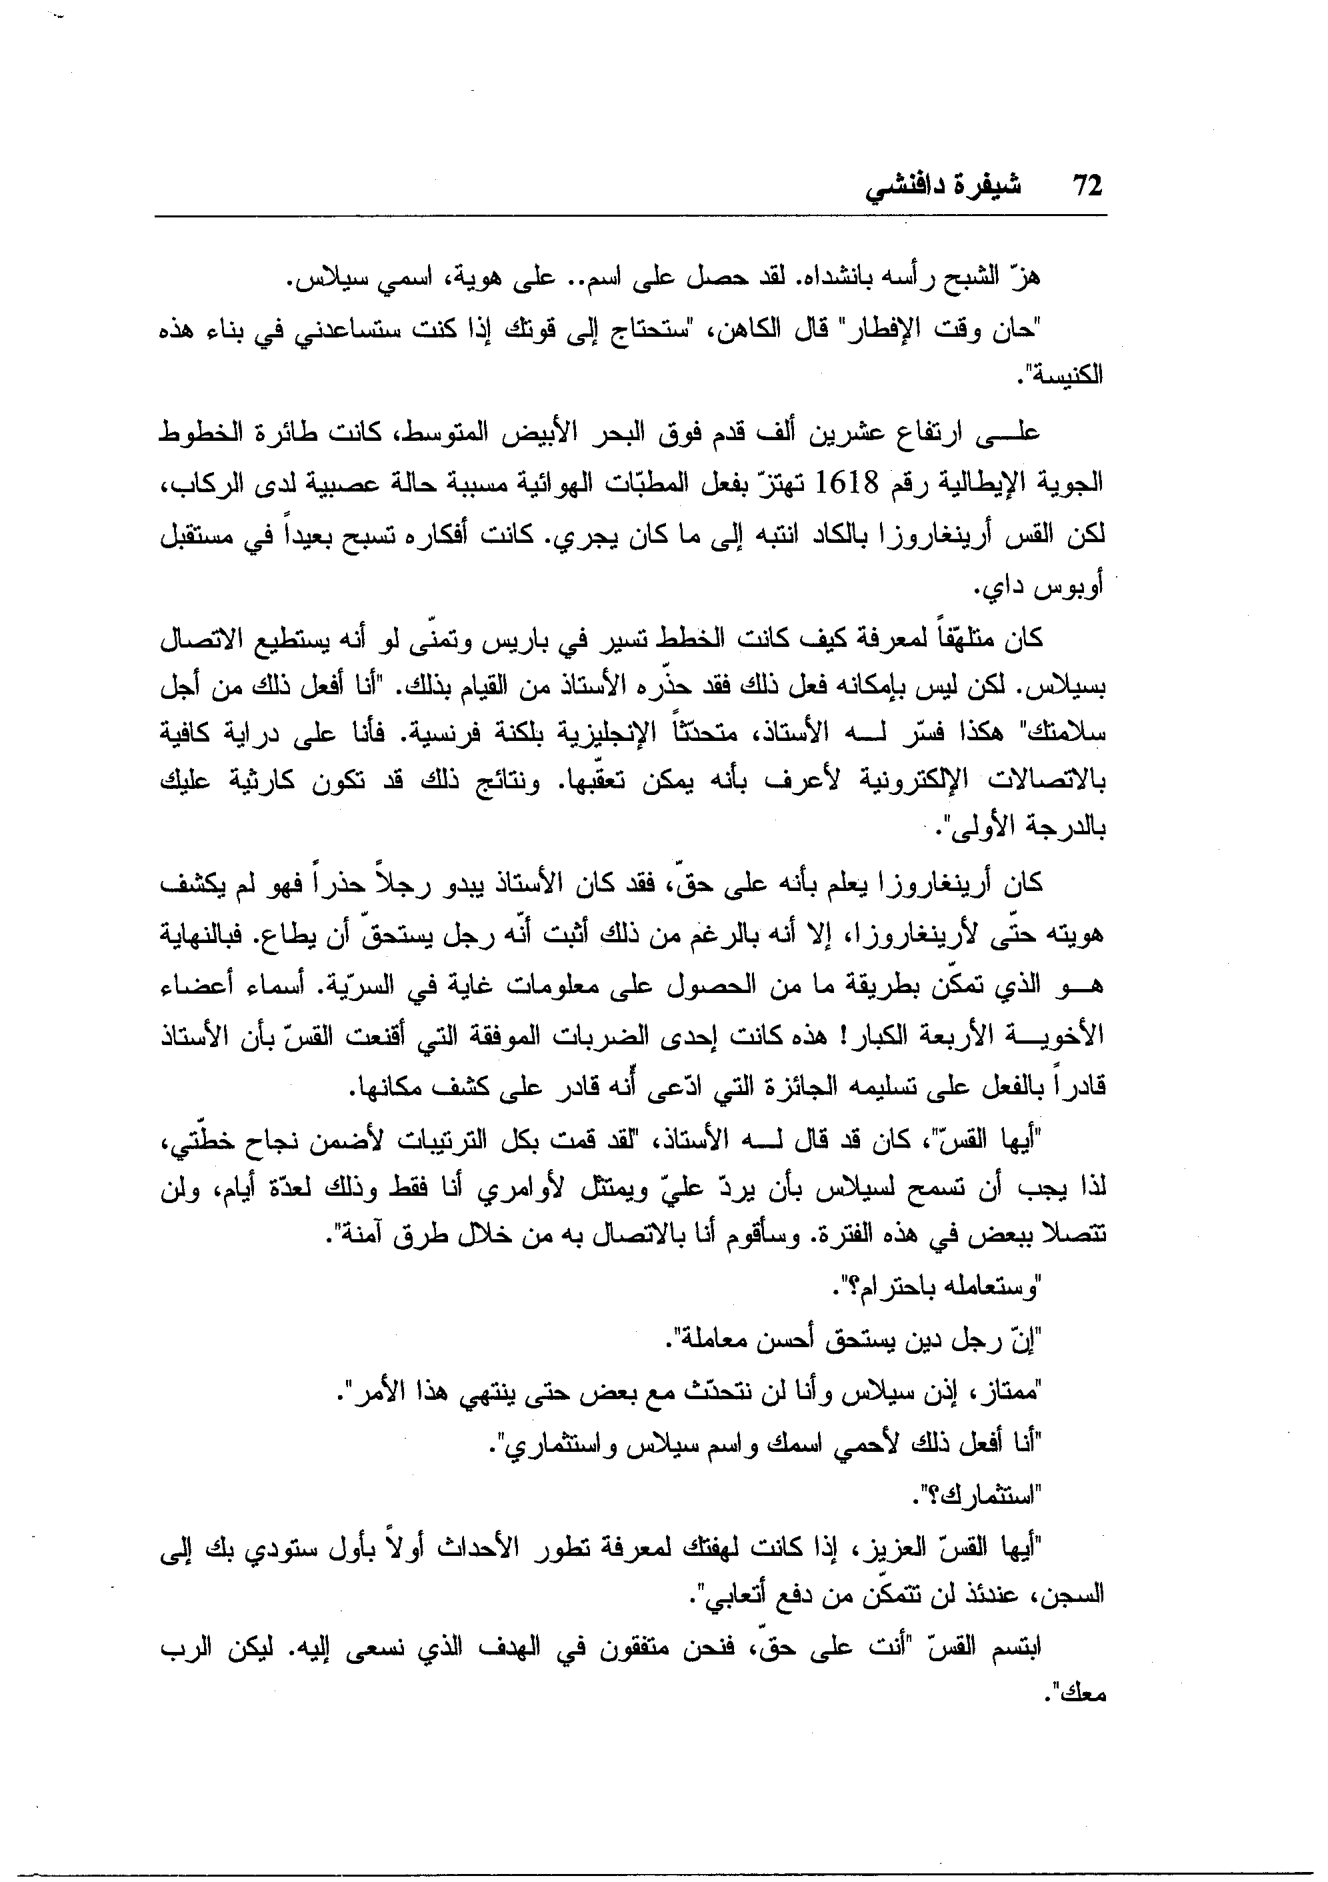 72 شيفرة دافنشي
هزّ الشبح رأسه بانشداه. لقد حصل على اسم.. على هوية، اسمي سيلاس.
"حان وقت الإفطار" قال الكاهن، "ستحتاج إلى قوتك إذا كنت ستساعدني في بناء هذه
الكنيسة".
علـــى ارتفاع عشرين ألف قدم فوق البحر الأبيض المتوسط، كانت طائرة الخطوط
الجوية الإيطالية رقم 1618 تهتزّ بفعل المطبّات الهوائية مسببة حالة عصبية لدى الركاب،
لكن القس أرينغاروزا بالكاد انتبه إلى ما كان يجري. كانت أفكاره تسبح بعيداً في مستقبل
أوبوس داي.
كان متلهّفاً لمعرفة كيف كانت الخطط تسير في باريس وتمنّى لو أنه يستطيع الاتصال
بسيلاس. لكن ليس بإمكانه فعل ذلك فقد حذّره الأستاذ من القيام بذلك. "أنا أفعل ذلك من أجل
سلامتك" هكذا فسّر لـــه الأستاذ، متحدّثاً الإنجليزية بلكنة فرنسية. فأنا على دراية كافية
بالاتصالات الإلكترونية لأعرف بأنه يمكن تعقّبها. ونتائج ذلك قد تكون كارثية عليك
بالدرجة الأولى".
كان أرينغاروزا يعلم بأنه على حقّ، فقد كان الأستاذ يبدو رجلاً حذراً فهو لم يكشف
هويته حتّى لأرينغاروزا، إلا أنه بالرغم من ذلك أثبت أنّه رجل يستحقّ أن يطاع. فبالنهاية
هـــو الذي تمكّن بطريقة ما من الحصول على معلومات غاية في السريّة. أسماء أعضاء
الأخويـــة الأربعة الكبار! هذه كانت إحدى الضربات الموفقة التي أقنعت القسّ بأن الأستاذ
قادراً بالفعل على تسليمه الجائزة التي ادّعى أنّه قادر على كشف مكانها.
"أيها القسّ"، كان قد قال لـــه الأستاذ، "لقد قمت بكل الترتيبات لأضمن نجاح خطّتي،
لذا يجب أن تسمح لسيلاس بأن يردّ عليّ ويمتثل لأوامري أنا فقط وذلك لعدّة أيام، ولن
تتصلا ببعض في هذه الفترة. وسأقوم أنا بالاتصال به من خلال طرق آمنة".
"وستعامله باحترام؟".
"إنّ رجل دين يستحق أحسن معاملة".
"ممتاز، إذن سيلاس وأنا لن نتحدّث مع بعض حتى ينتهي هذا الأمر".
"أنا أفعل ذلك لأحمي اسمك واسم سيلاس واستثماري".
"استثمارك؟".
"أيها القسّ العزيز، إذا كانت لهفتك لمعرفة تطور الأحداث أولاً بأول ستودي بك إلى
السجن، عندئذ لن تتمكّن من دفع أتعابي".
ابتسم القسّ "أنت على حقّ، فنحن متفقون في الهدف الذي نسعى إليه. ليكن الرب
معك".